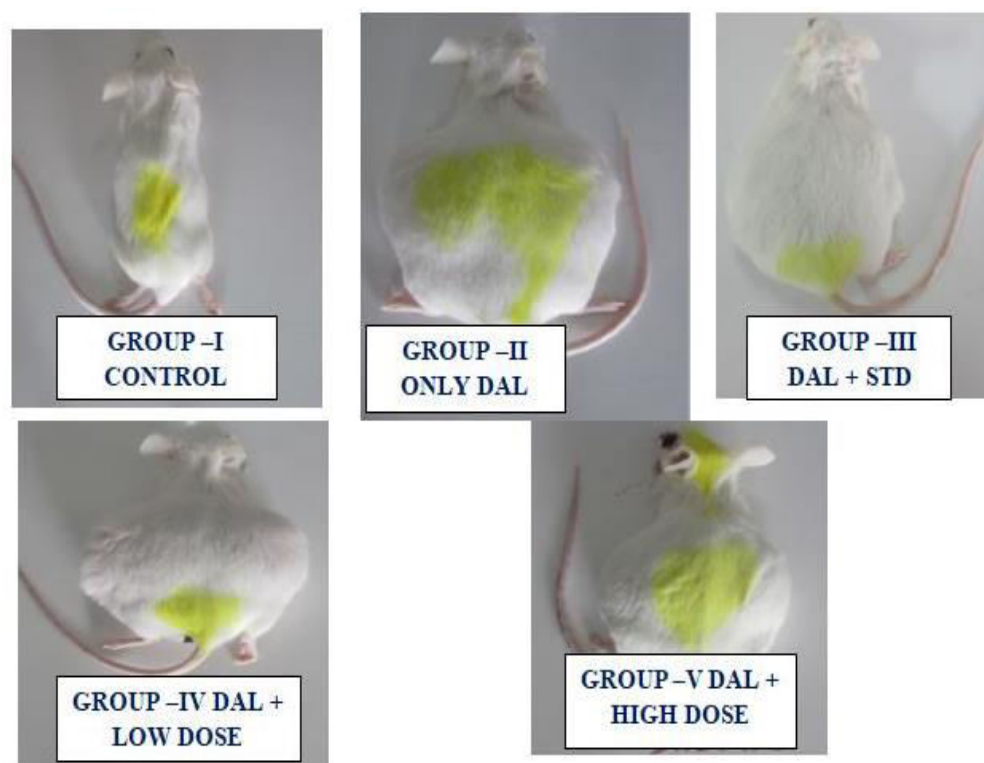 GROUP –I
CONTROL
GROUP –II
ONLY DAL
GROUP –III
DAL + STD
GROUP –IV DAL +
LOW DOSE
GROUP –V DAL +
HIGH DOSE